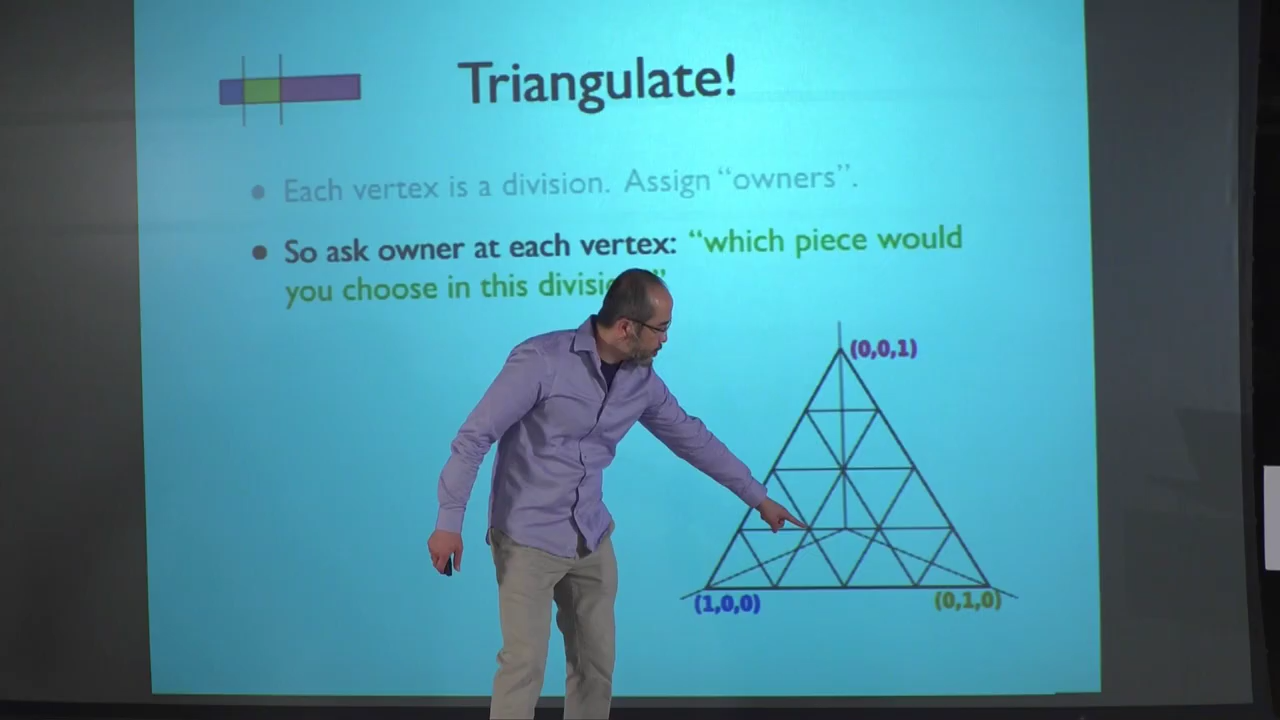 Triangulate!
Each vertex is a division. Assign “owners”.
So ask owner at each vertex: “which piece would
you choose in this ”
(0,0,1)
(1,0,0)
(0,1,0)